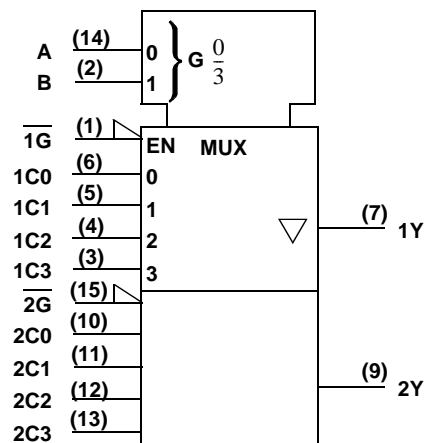 A (14) 0 G 0/3
B (2) 1
1G̅ (1) EN MUX
1C0 (6) 0
1C1 (5) 1
1C2 (4) 2
1C3 (3) 3
(7) 1Y
2G̅ (15)
2C0 (10)
2C1 (11)
2C2 (12)
2C3 (13)
(9) 2Y